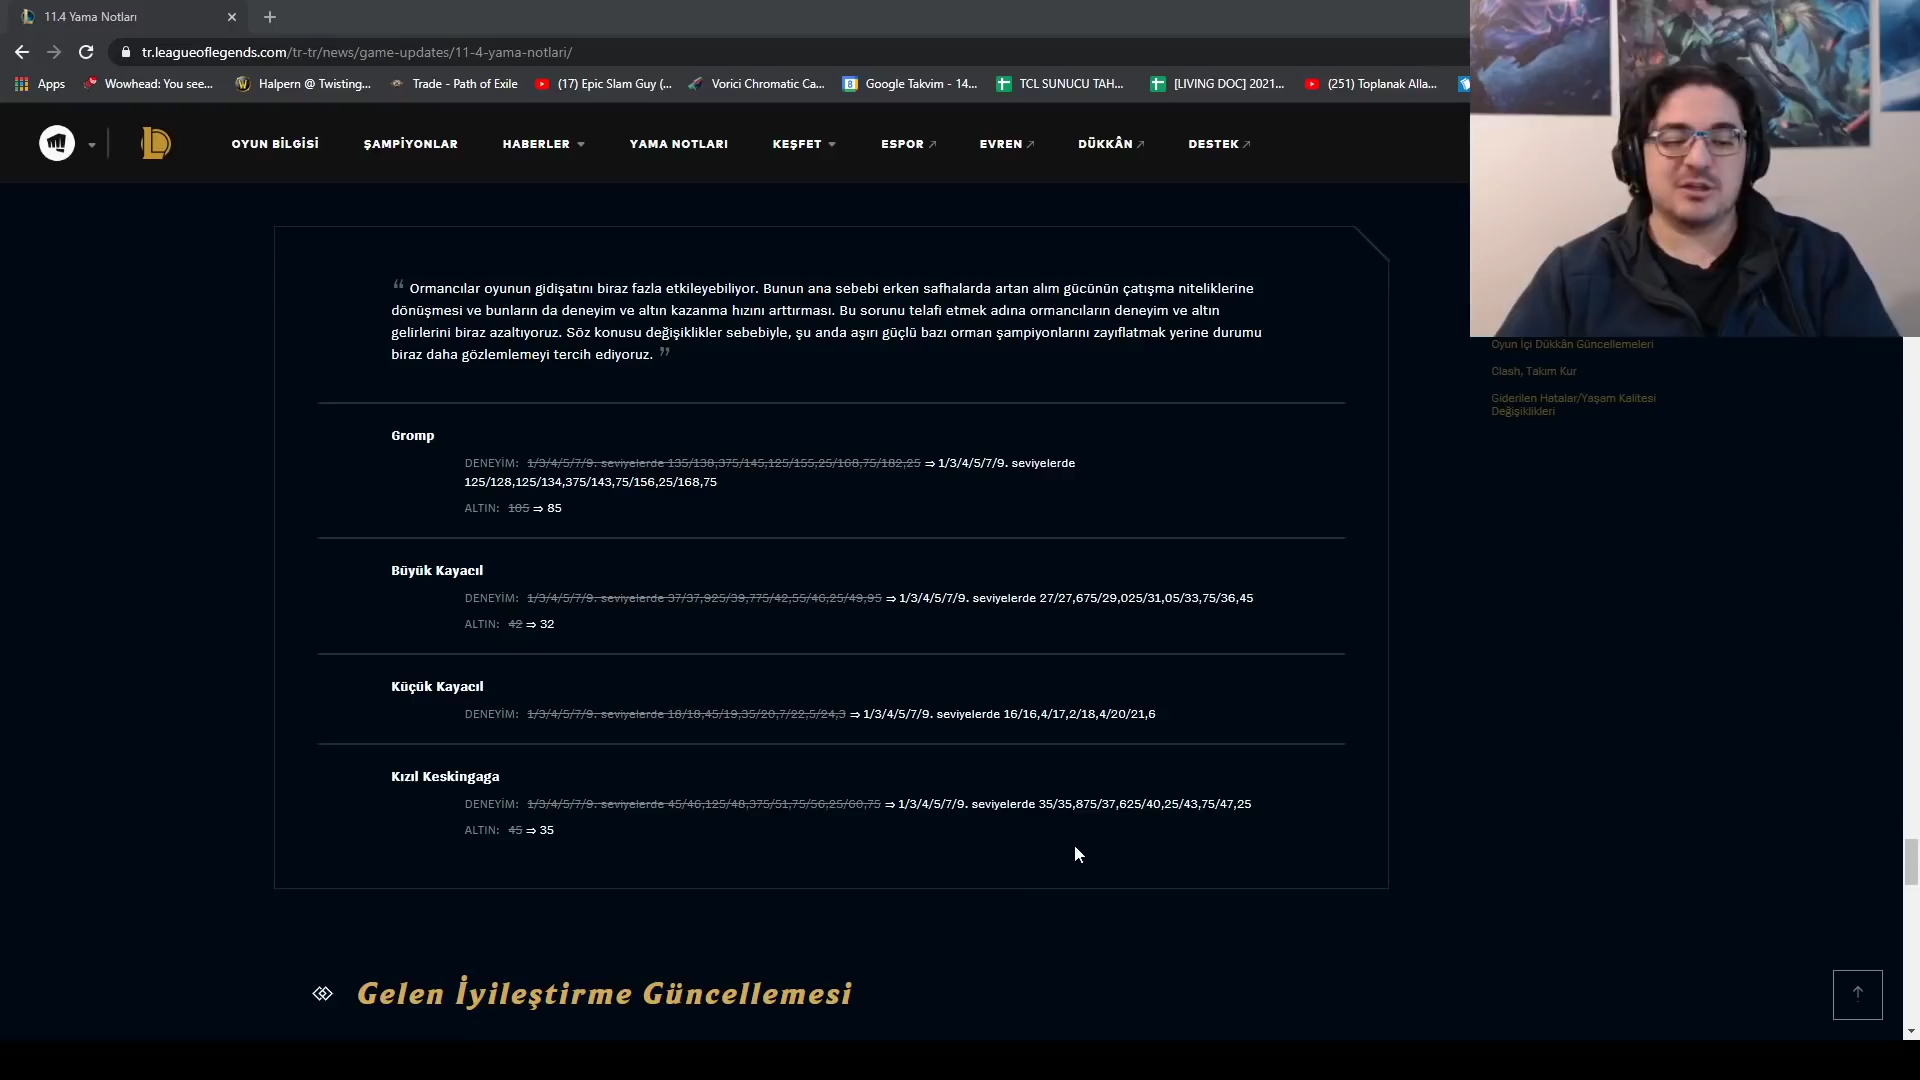 11.4 Yama Notları
tr.leagueoflegends.com/tr-tr/news/game-updates/11-4-yama-notlari/
Apps
Wowhead: You see...
Halpern @ Twisting...
Trade - Path of Exile
(17) Epic Slam Guy (...
Vorici Chromatic Ca...
Google Takvim - 14...
TCL SUNUCU TAH...
[LIVING DOC] 2021...
(251) Toplanak Alla...
OYUN BİLGİSİ
ŞAMPİYONLAR
HABERLER
YAMA NOTLARI
KEŞFET
ESPOR
EVREN
DÜKKÂN
DESTEK
“ Ormancılar oyunun gidişatını biraz fazla etkileyebiliyor. Bunun ana sebebi erken safhalarda artan alım gücünün çatışma niteliklerine
dönüşmesi ve bunların da deneyim ve altın kazanma hızını arttırması. Bu sorunu telafi etmek adına ormancıların deneyim ve altın
gelirlerini biraz azaltıyoruz. Söz konusu değişiklikler sebebiyle, şu anda aşırı güçlü bazı orman şampiyonlarını zayıflatmak yerine durumu
biraz daha gözlemlemeyi tercih ediyoruz. ”
Gromp
DENEYİM: 1/3/4/5/7/9. seviyelerde 135/138,375/145,125/155,25/168,75/182,25 ⇒ 1/3/4/5/7/9. seviyelerde
125/128,125/134,375/143,75/156,25/168,75
ALTIN: 105 ⇒ 85
Büyük Kayacıl
DENEYİM: 1/3/4/5/7/9. seviyelerde 37/37,925/39,775/42,55/46,25/49,95 ⇒ 1/3/4/5/7/9. seviyelerde 27/27,675/29,025/31,05/33,75/36,45
ALTIN: 42 ⇒ 32
Küçük Kayacıl
DENEYİM: 1/3/4/5/7/9. seviyelerde 18/18,45/19,35/20,7/22,5/24,3 ⇒ 1/3/4/5/7/9. seviyelerde 16/16,4/17,2/18,4/20/21,6
Kızıl Keskingaga
DENEYİM: 1/3/4/5/7/9. seviyelerde 45/46,125/48,375/51,75/56,25/60,75 ⇒ 1/3/4/5/7/9. seviyelerde 35/35,875/37,625/40,25/43,75/47,25
ALTIN: 45 ⇒ 35
Gelen İyileştirme Güncellemesi
Oyun İçi Dükkân Güncellemeleri
Clash, Takım Kur
Giderilen Hatalar/Yaşam Kalitesi
Değişiklikleri